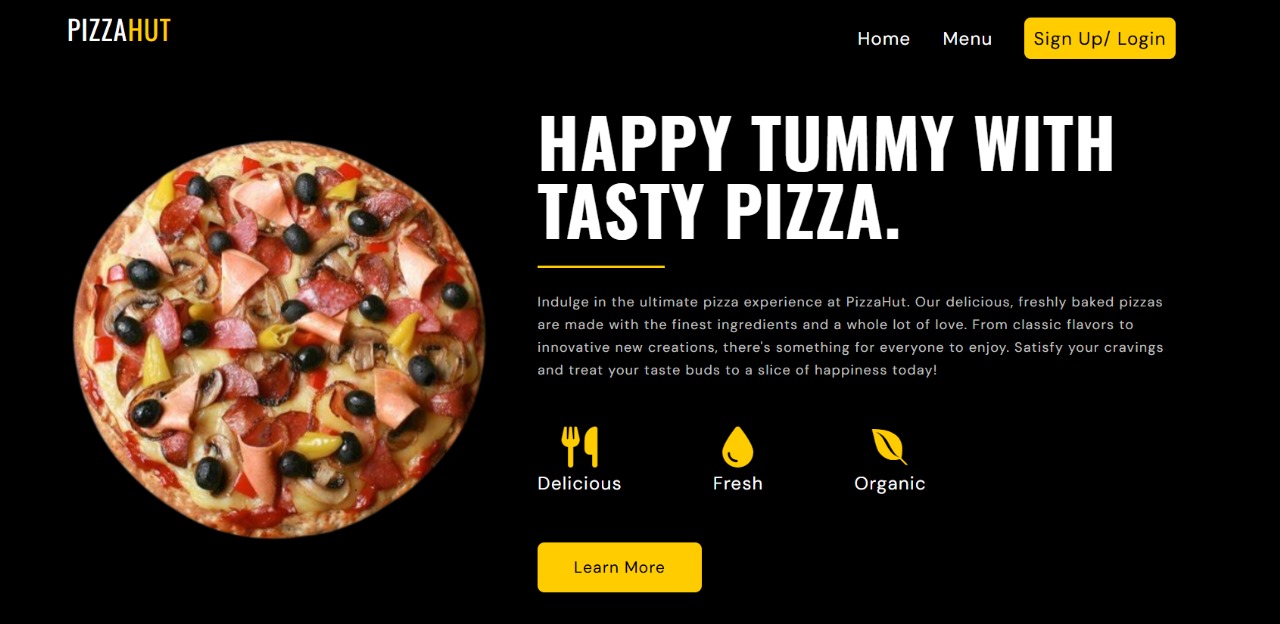 PIZZAHUT
Home Menu Sign Up/ Login
HAPPY TUMMY WITH
TASTY PIZZA.
Indulge in the ultimate pizza experience at PizzaHut. Our delicious, freshly baked pizzas
are made with the finest ingredients and a whole lot of love. From classic flavors to
innovative new creations, there's something for everyone to enjoy. Satisfy your cravings
and treat your taste buds to a slice of happiness today!
Delicious Fresh Organic
Learn More